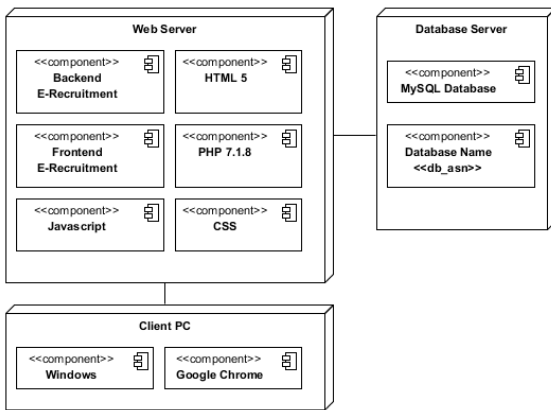 Web Server
<<component>>
Backend
E-Recruitment
<<component>>
HTML 5
<<component>>
Frontend
E-Recruitment
<<component>>
PHP 7.1.8
<<component>>
Javascript
<<component>>
CSS
Database Server
<<component>>
MySQL Database
<<component>>
Database Name
<<db_asn>>
Client PC
<<component>>
Windows
<<component>>
Google Chrome